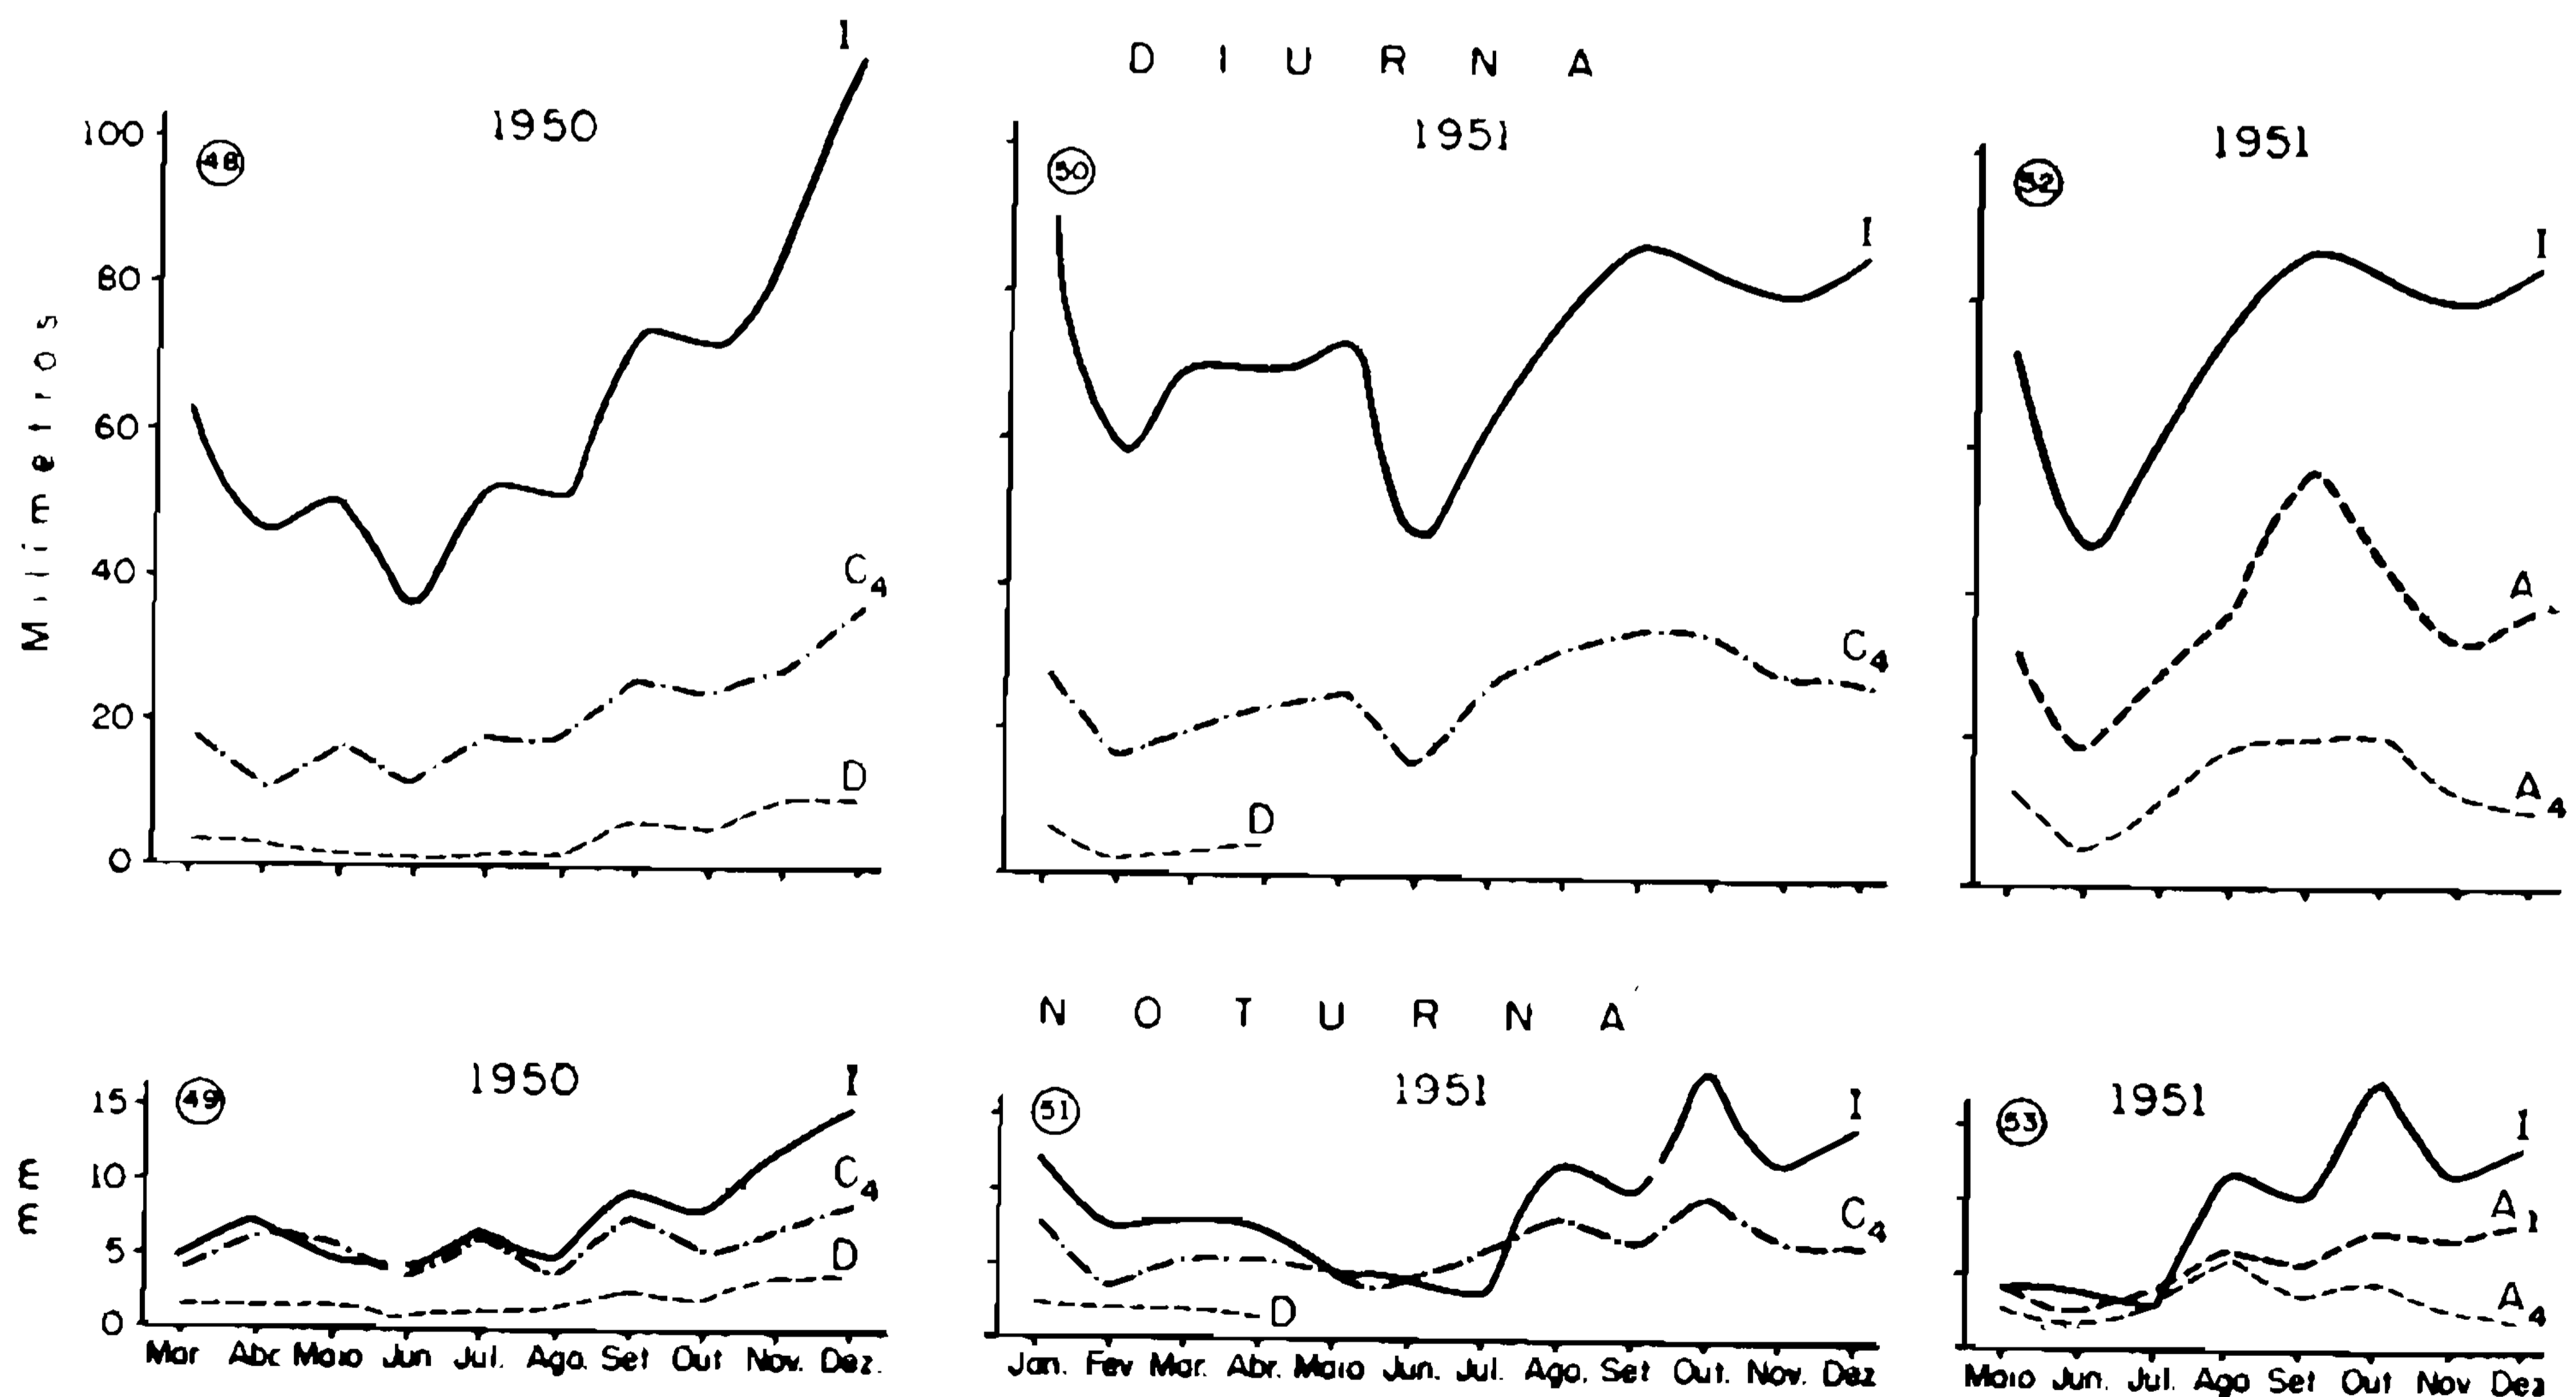 DIURNA
Milimetros
1950
48
100
80
60
40
20
0
I
C4
D
1951
50
I
C4
D
1951
52
I
A
A4
NOTURNA
mm
1950
49
15
10
5
0
I
C4
D
Mar Abr Maio Jun Jul. Ago. Set Out Nov. Dez.
1951
51
I
C4
D
Jan. Fev Mar. Abr. Maio Jun. Jul. Ago. Set Out. Nov. Dez
1951
53
I
A1
A4
Maio Jun. Jul. Ago Set Out Nov Dez